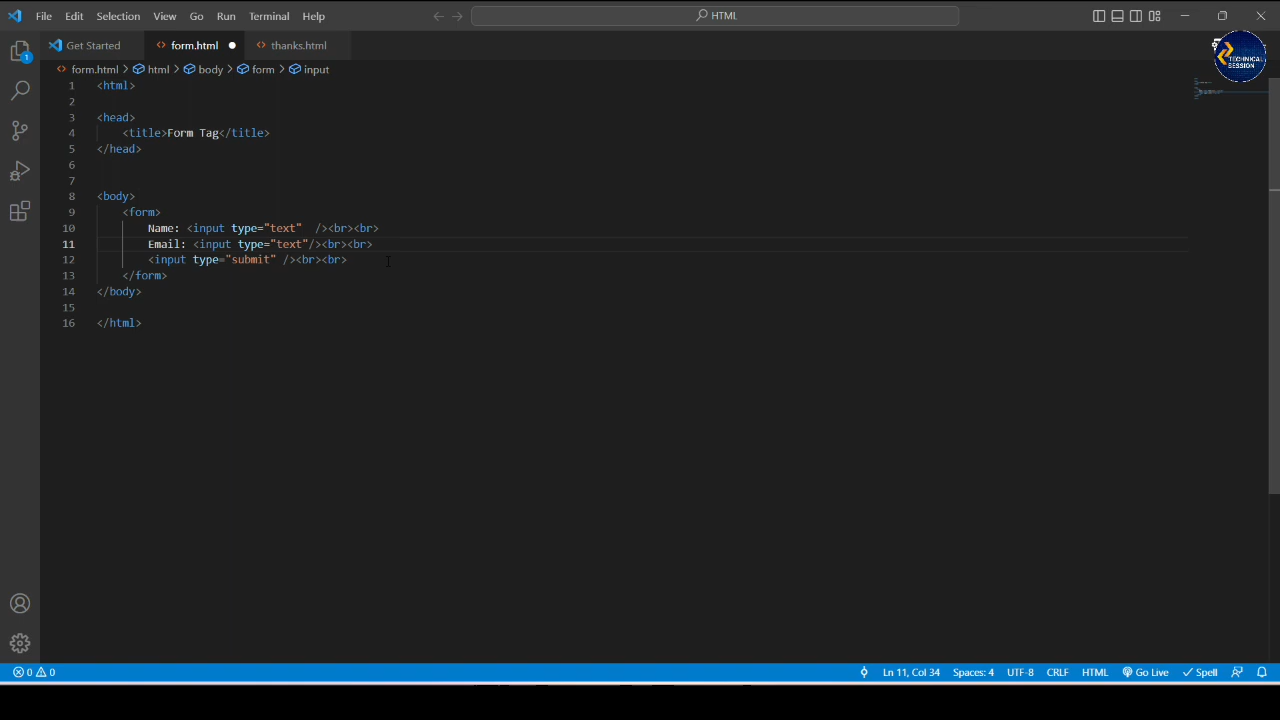 File Edit Selection View Go Run Terminal Help HTML
Get Started form.html thanks.html
TECHNICAL
SESSION
form.html > html > body > form > input
1 <html>
2
3 <head>
4 <title>Form Tag</title>
5 </head>
6
7
8 <body>
9 <form>
10 Name: <input type="text"  /><br><br>
11 Email: <input type="text"/><br><br>
12 <input type="submit" /><br><br>
13 </form>
14 </body>
15
16 </html>
1
0 0 Ln 11, Col 34 Spaces: 4 UTF-8 CRLF HTML Go Live Spell